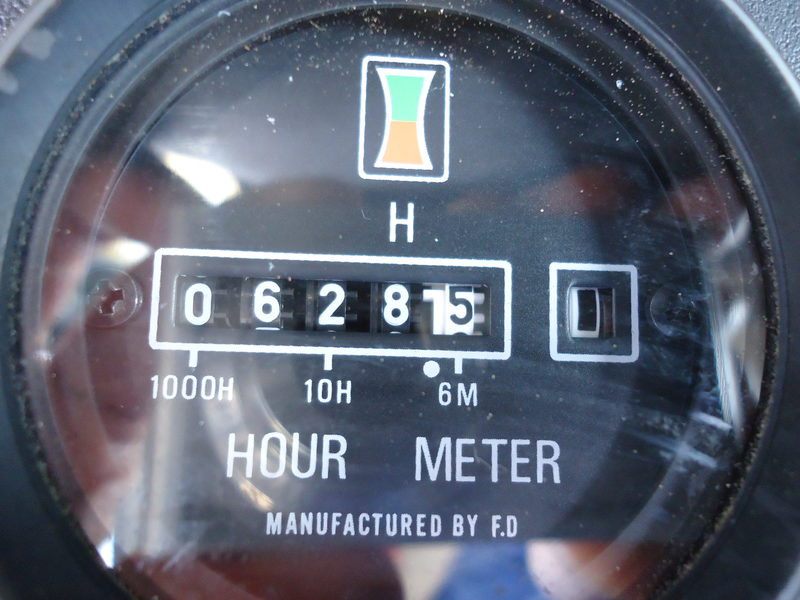 H
0 6 2 8 5
1000H 10H 6M
HOUR METER
MANUFACTURED BY F.D